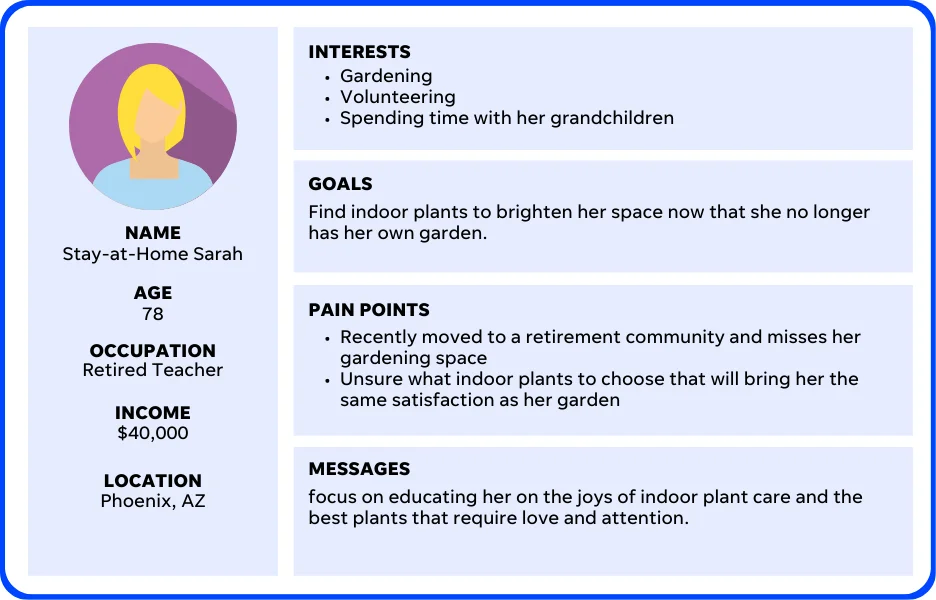 NAME
Stay-at-Home Sarah
AGE
78
OCCUPATION
Retired Teacher
INCOME
$40,000
LOCATION
Phoenix, AZ
INTERESTS
• Gardening
• Volunteering
• Spending time with her grandchildren
GOALS
Find indoor plants to brighten her space now that she no longer
has her own garden.
PAIN POINTS
• Recently moved to a retirement community and misses her
gardening space
• Unsure what indoor plants to choose that will bring her the
same satisfaction as her garden
MESSAGES
focus on educating her on the joys of indoor plant care and the
best plants that require love and attention.